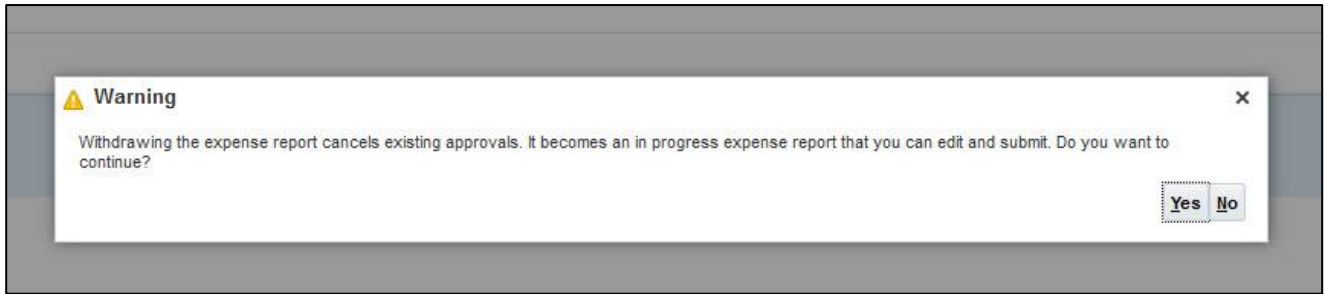 Warning
Withdrawing the expense report cancels existing approvals. It becomes an in progress expense report that you can edit and submit. Do you want to
continue?
Yes No